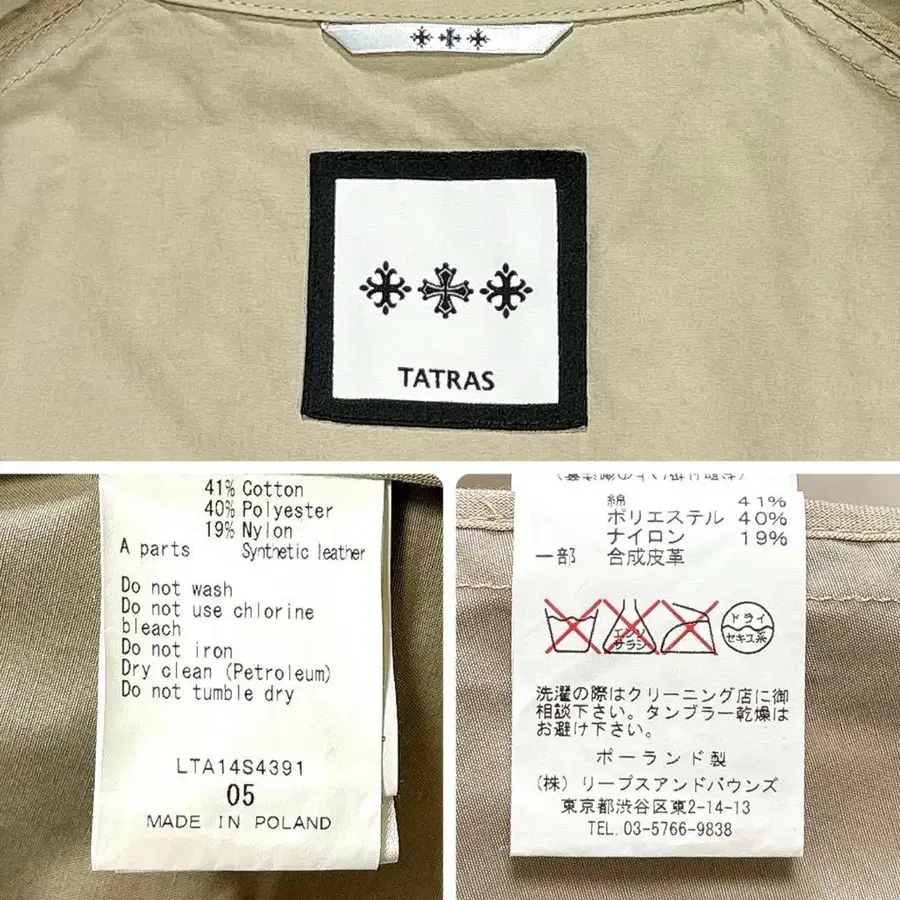 TATRAS
41% Cotton
40% Polyester
19% Nylon
A parts Synthetic leather
Do not wash
Do not use chlorine
bleach
Do not iron
Dry clean (Petroleum)
Do not tumble dry
LTA14S4391
05
MADE IN POLAND
綿 41%
ポリエステル 40%
ナイロン 19%
一部 合成皮革
エンソ
サラシ
ドライ
セキユ系
洗濯の際はクリーニング店に御
相談下さい。タンブラー乾燥は
お避け下さい。
ポーランド製
(株) リープスアンドバウンズ
東京都渋谷区東2-14-13
TEL. 03-5766-9838